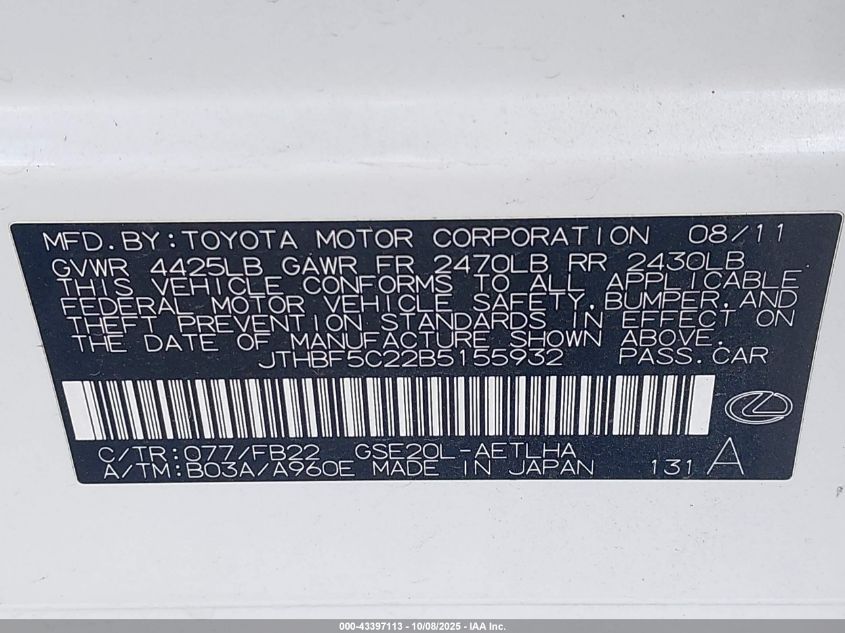 MFD. BY: TOYOTA MOTOR CORPORATION 08/11
GVWR 4425LB GAWR FR 2470LB RR 2430LB
THIS VEHICLE CONFORMS TO ALL APPLICABLE
FEDERAL MOTOR VEHICLE SAFETY, BUMPER, AND
THEFT PREVENTION STANDARDS IN EFFECT ON
THE DATE OF MANUFACTURE SHOWN ABOVE.
JTHBF5C22B5155932 PASS. CAR
C/TR: 077/FB22 GSE20L-AETLHA
A/TM: B03A/A960E MADE IN JAPAN 131 A
000-43397113 - 10/08/2025 - IAA Inc.